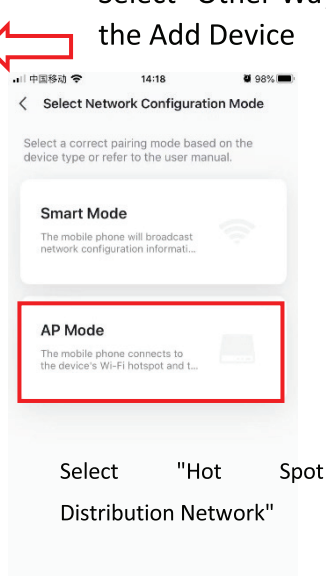 the Add Device
中国移动 14:18 98%
Select Network Configuration Mode
Select a correct pairing mode based on the
device type or refer to the user manual.
Smart Mode
The mobile phone will broadcast
network configuration informati...
AP Mode
The mobile phone connects to
the device's Wi-Fi hotspot and t...
Select "Hot Spot
Distribution Network"